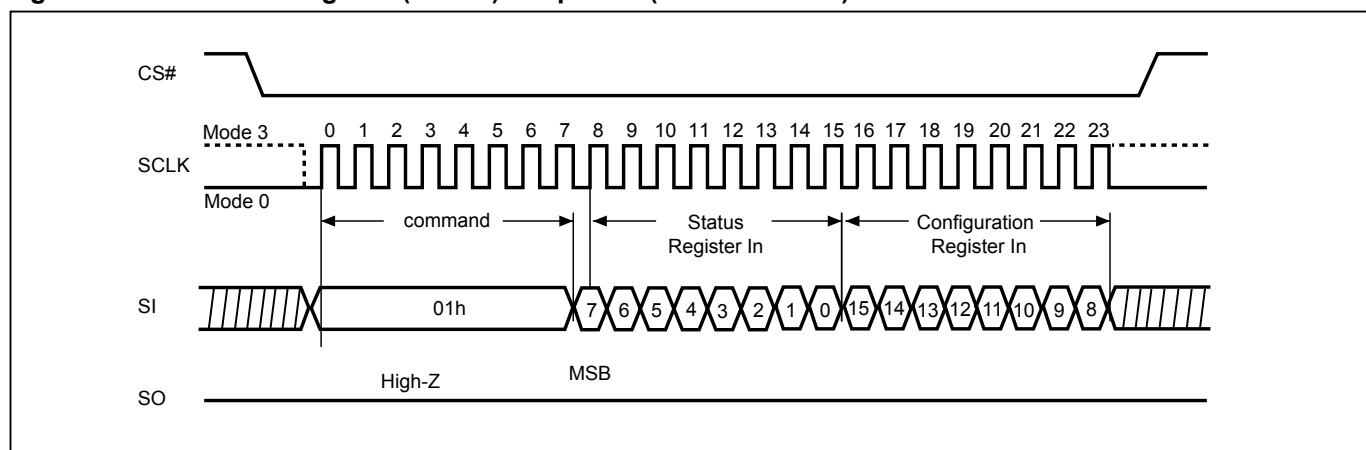 CS#
Mode 3
0 1 2 3 4 5 6 7 8 9 10 11 12 13 14 15 16 17 18 19 20 21 22 23
SCLK
Mode 0
command
Status
Register In
Configuration
Register In
SI
01h
7 6 5 4 3 2 1 0 15 14 13 12 11 10 9 8
High-Z
MSB
SO